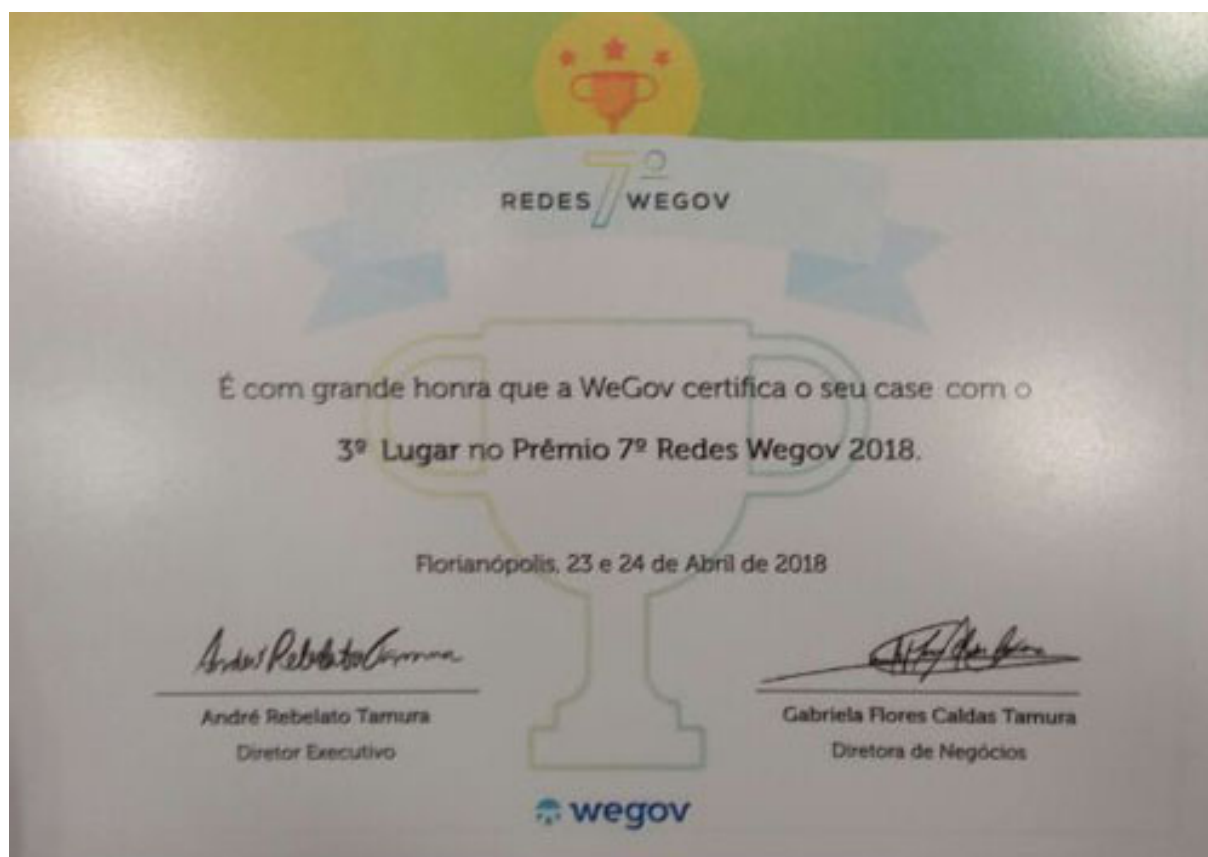 REDES 7º WEGOV
É com grande honra que a WeGov certifica o seu case com o
3º Lugar no Prêmio 7º Redes Wegov 2018.
Florianópolis, 23 e 24 de Abril de 2018
André Rebelato Tamura
Gabriela Flores Caldas Tamura
Diretor Executivo
Diretora de Negócios
wegov